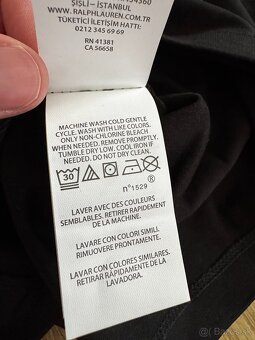 ŞİŞLİ- İSTANBUL
www.RALPHLAUREN.COM.TR
TÜKETİCİ İLETİŞİM HATTI:
0212 345 69 69
RN 41381
CA 56658
MACHINE WASH COLD GENTLE
CYCLE. WASH WITH LIKE COLORS.
ONLY NON-CHLORINE BLEACH
WHEN NEEDED. REMOVE PROMPTLY.
TUMBLE DRY LOW. COOL IRON IF
NEEDED. DO NOT DRY CLEAN.
30
n°1529
®
LAVER AVEC DES COULEURS
SEMBLABLES. RETIRER RAPIDEMENT
DE LA MACHINE.
LAVARE CON COLORI SIMILI
RIMUOVERE PRONTAMENTE.
LAVAR CON COLORES SIMILARES.
RETIRAR RÁPIDAMENTE DE LA
LAVADORA.